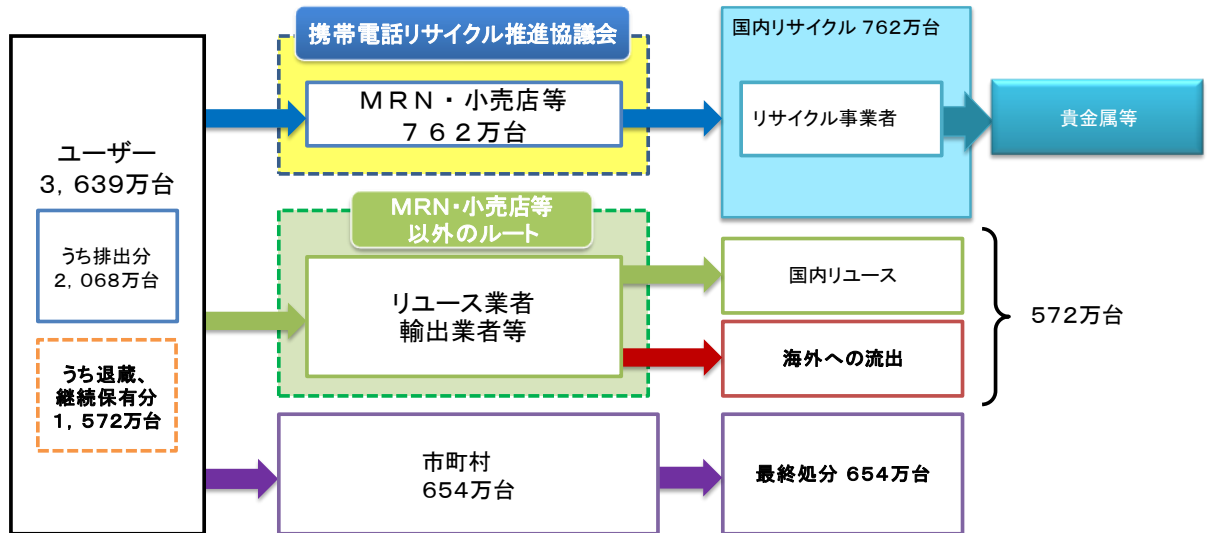 ユーザー
3，639万台
うち排出分
2，068万台
うち退蔵、
継続保有分
1，572万台
携帯電話リサイクル推進協議会
ＭＲＮ・小売店等
７６２万台
国内リサイクル 762万台
リサイクル事業者
貴金属等
ＭＲＮ・小売店等
以外のルート
リユース業者
輸出業者等
国内リユース
海外への流出
572万台
市町村
654万台
最終処分 654万台